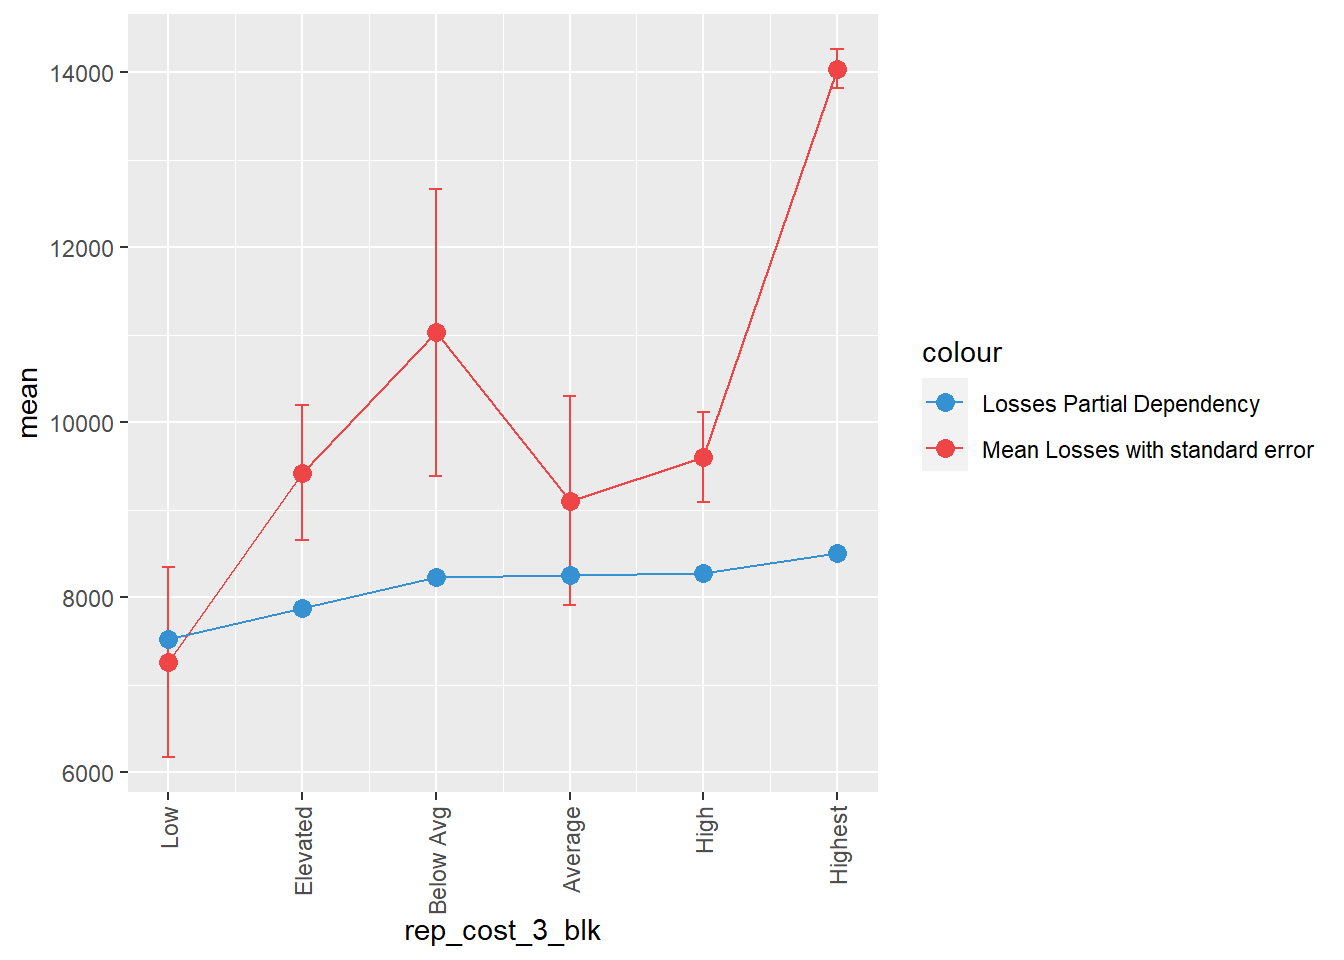 mean
14000
12000
10000
8000
6000
Low
Elevated
Below Avg
Average
High
Highest
rep_cost_3_blk
colour
Losses Partial Dependency
Mean Losses with standard error